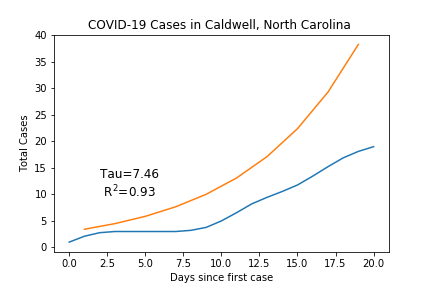 COVID-19 Cases in Caldwell, North Carolina
Total Cases
40
35
30
25
20
15
10
5
0
Tau=7.46
R²=0.93
0.0 2.5 5.0 7.5 10.0 12.5 15.0 17.5 20.0
Days since first case